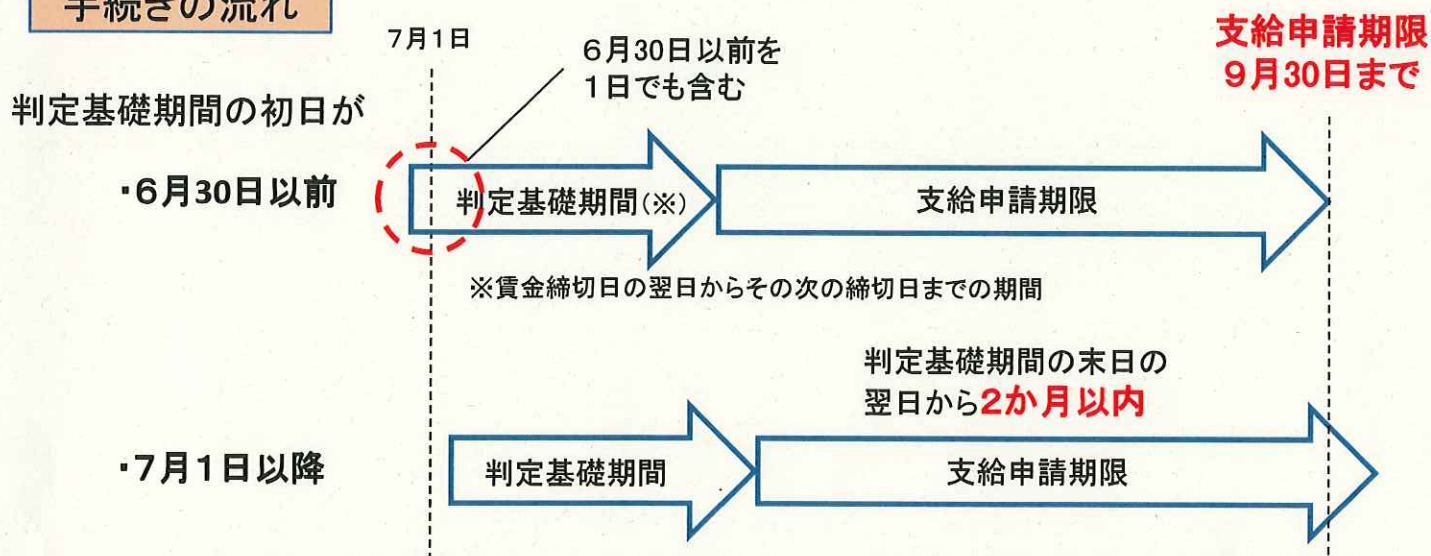 手続きの流れ
7月1日
6月30日以前を
1日でも含む
支給申請期限
9月30日まで
判定基礎期間の初日が
・6月30日以前
判定基礎期間(※)
支給申請期限
※賃金締切日の翌日からその次の締切日までの期間
判定基礎期間の末日の
翌日から2か月以内
・7月1日以降
判定基礎期間
支給申請期限